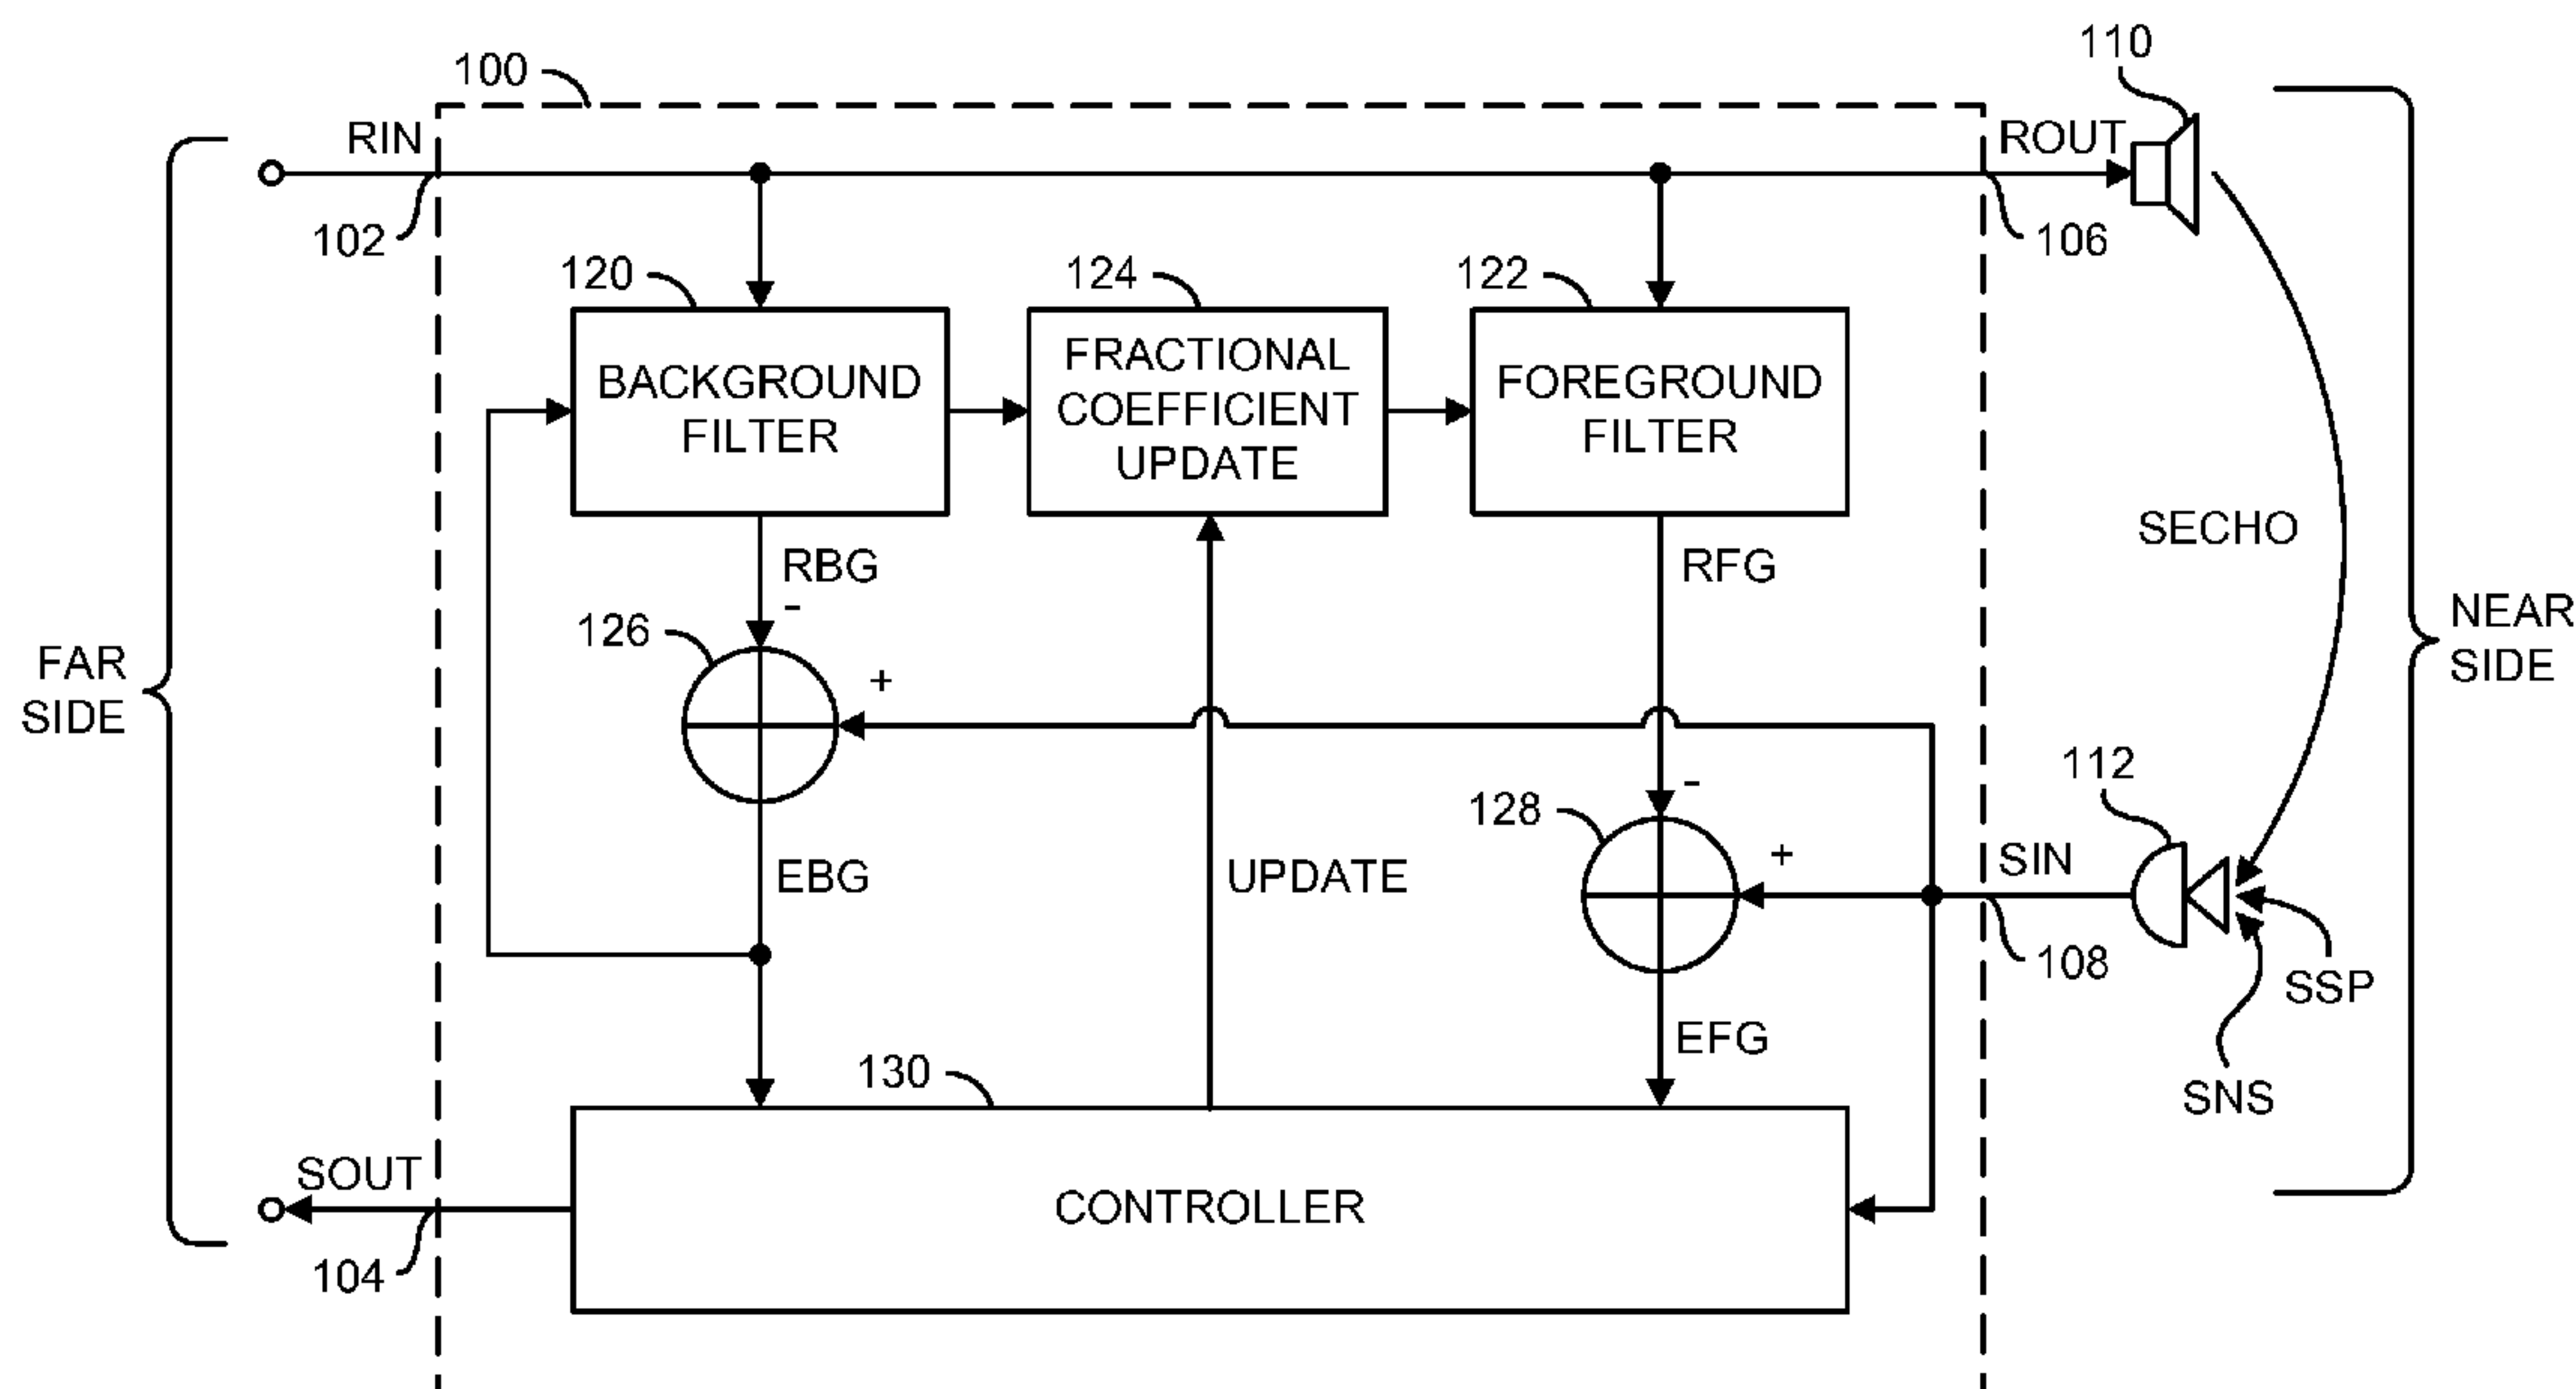 110
100
RIN
ROUT
102
106
120
124
122
BACKGROUND
FILTER
FRACTIONAL
COEFFICIENT
UPDATE
FOREGROUND
FILTER
SECHO
RBG
-
RFG
126
+
FAR
SIDE
NEAR
SIDE
112
-
128
+
EBG
UPDATE
SIN
108
SSP
EFG
130
SNS
SOUT
CONTROLLER
104